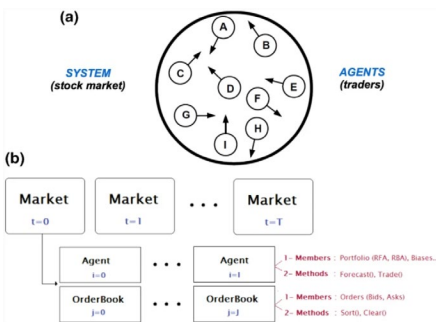 (a)
SYSTEM
(stock market)
A
B
C
D
E
F
G
H
I
AGENTS
(traders)
(b)
Market
t=0
Market
t=1
• • •
Market
t=T
Agent
i=0
• • •
Agent
i=I
1- Members : Portfolio (RFA, RBA), Biases..
2- Methods : Forecast(), Trade()
OrderBook
j=0
• • •
OrderBook
j=J
1- Members : Orders (Bids, Asks)
2- Methods : Sort(), Clear()